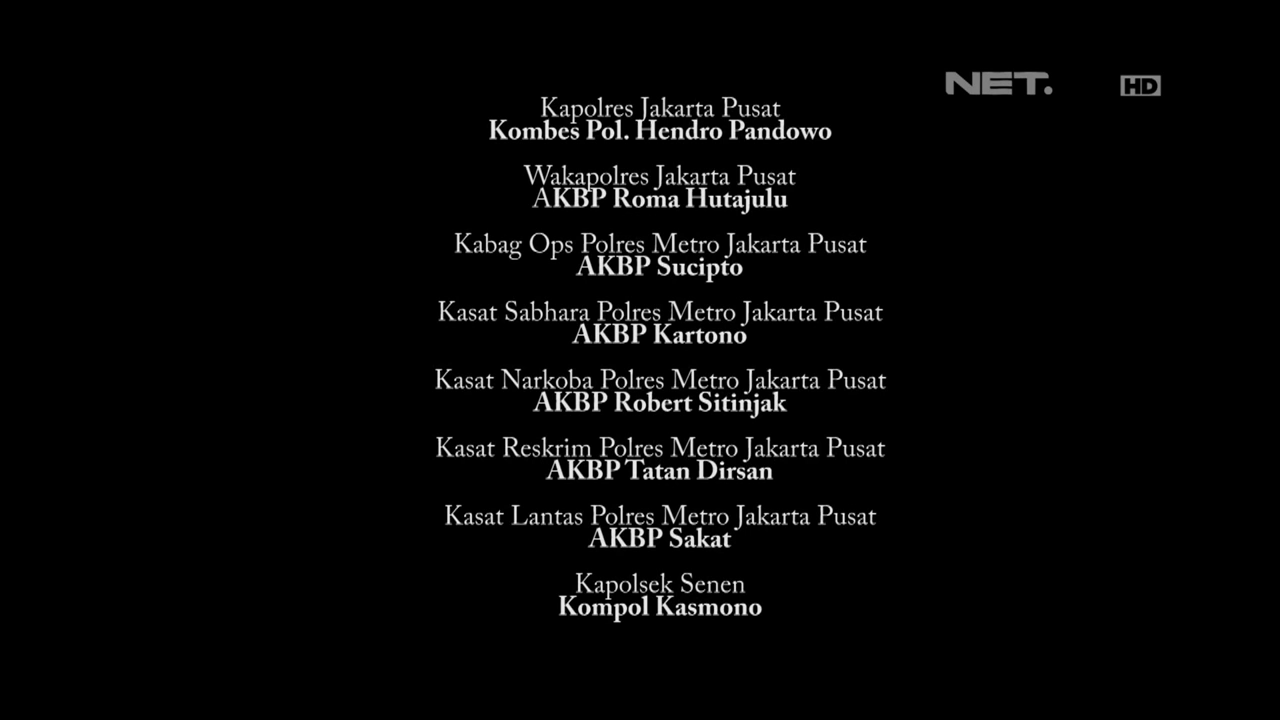 NET.
HD
Kapolres Jakarta Pusat
Kombes Pol. Hendro Pandowo
Wakapolres Jakarta Pusat
AKBP Roma Hutajulu
Kabag Ops Polres Metro Jakarta Pusat
AKBP Sucipto
Kasat Sabhara Polres Metro Jakarta Pusat
AKBP Kartono
Kasat Narkoba Polres Metro Jakarta Pusat
AKBP Robert Sitinjak
Kasat Reskrim Polres Metro Jakarta Pusat
AKBP Tatan Dirsan
Kasat Lantas Polres Metro Jakarta Pusat
AKBP Sakat
Kapolsek Senen
Kompol Kasmono